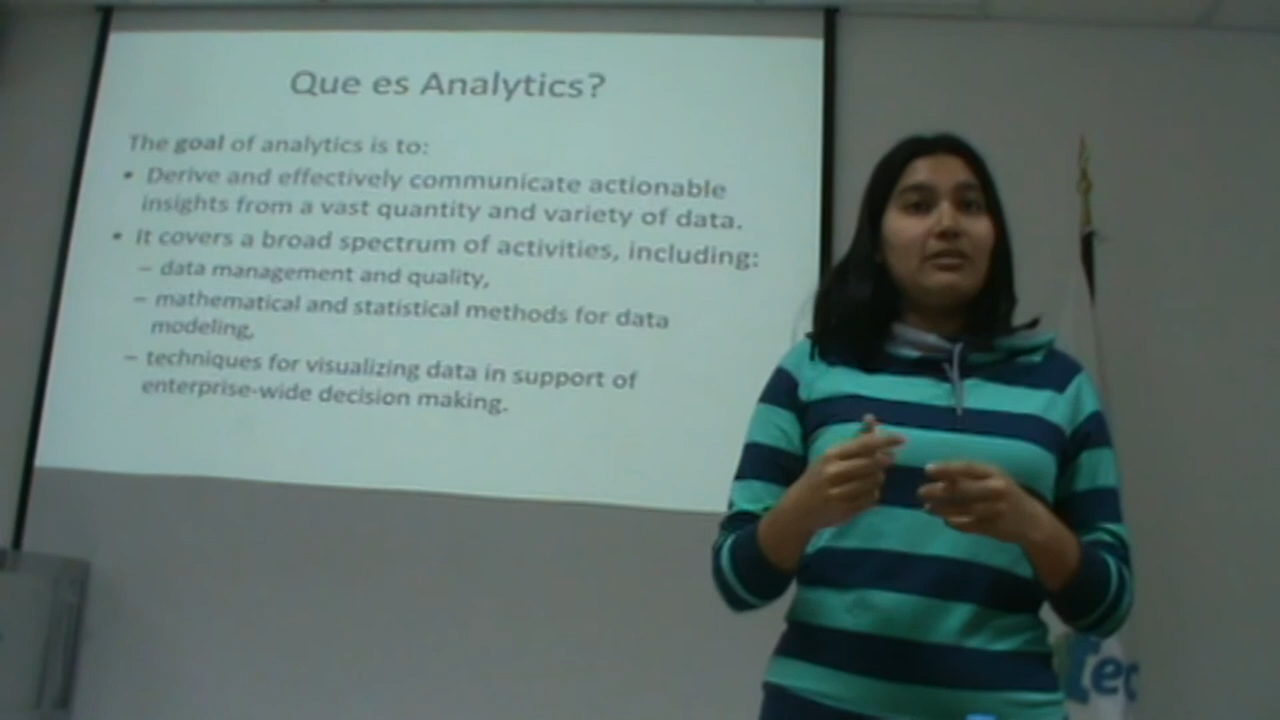 Que es Analytics?
The goal of analytics is to:
• Derive and effectively communicate actionable
insights from a vast quantity and variety of data.
• It covers a broad spectrum of activities, including:
– data management and quality,
– mathematical and statistical methods for data
modeling,
– techniques for visualizing data in support of
enterprise-wide decision making.